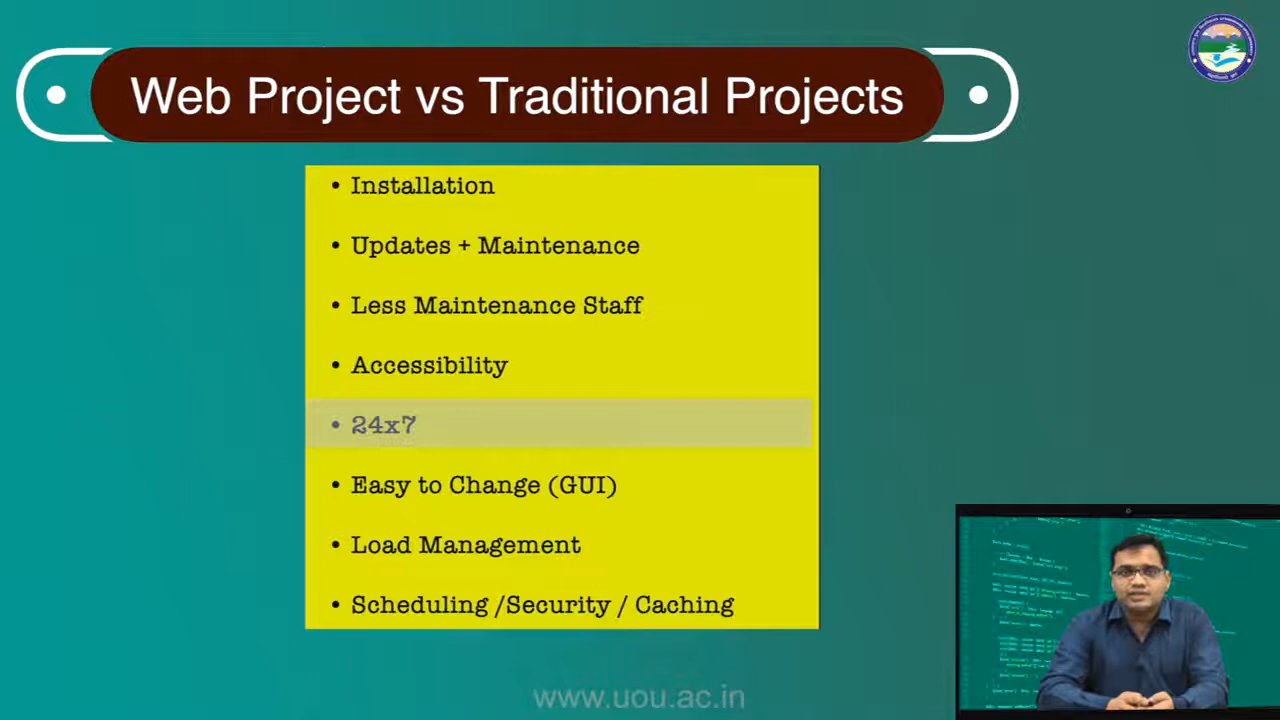 Web Project vs Traditional Projects
• Installation
• Updates + Maintenance
• Less Maintenance Staff
• Accessibility
• 24x7
• Easy to Change (GUI)
• Load Management
• Scheduling /Security / Caching
www.uou.ac.in